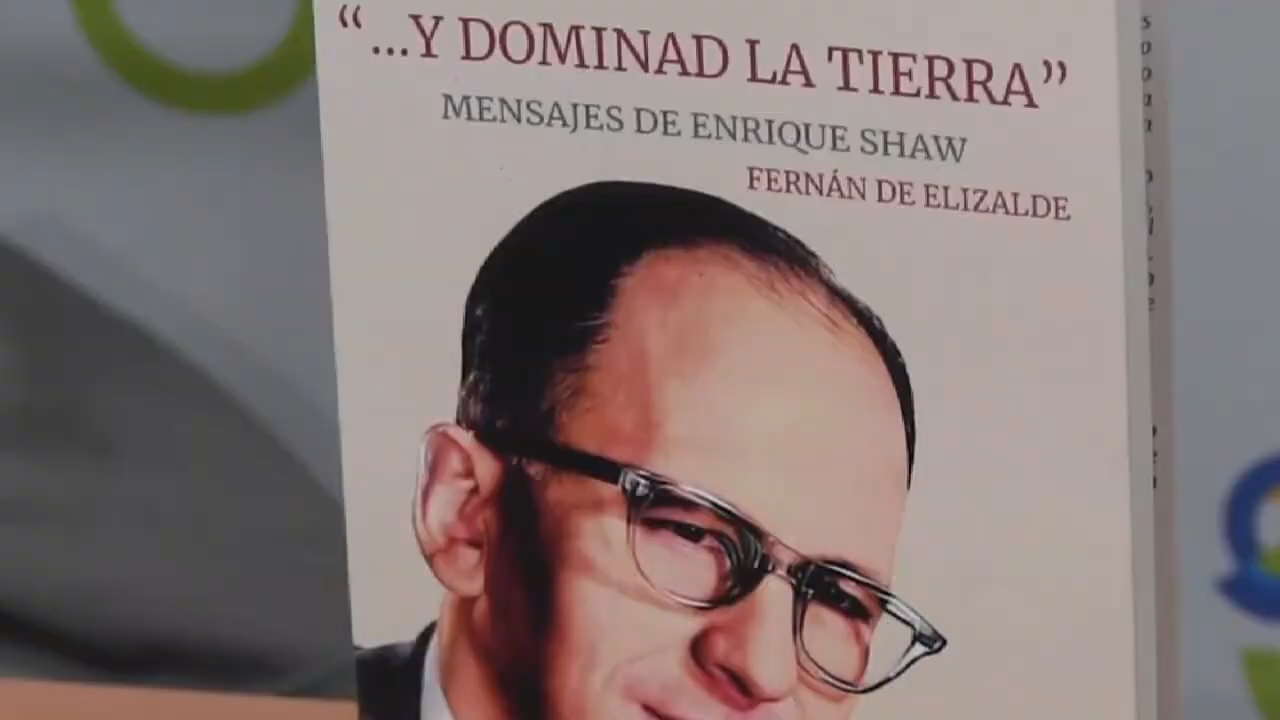 “...Y DOMINAD LA TIERRA”
MENSAJES DE ENRIQUE SHAW
FERNÁN DE ELIZALDE